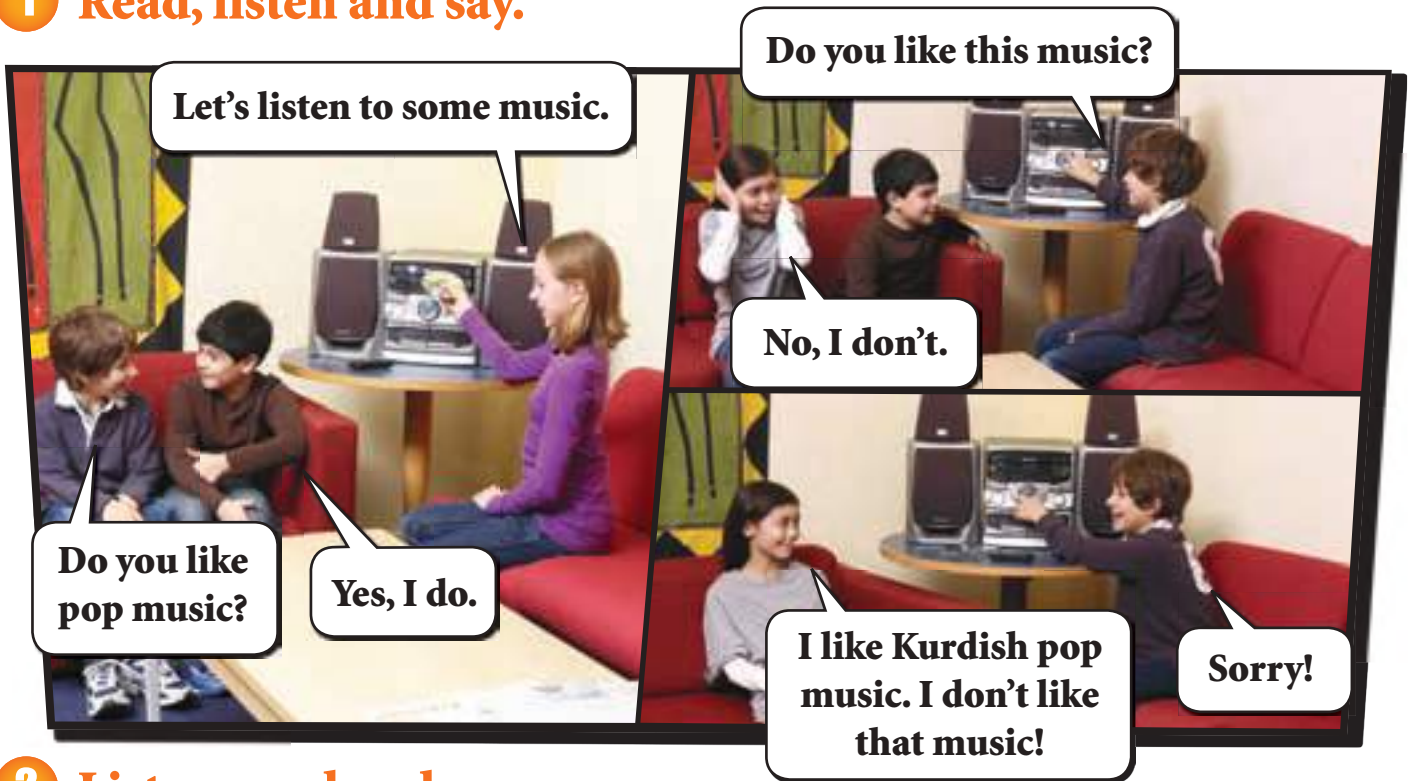 1 Read, listen and say.
Let's listen to some music.
Do you like
pop music?
Yes, I do.
Do you like this music?
No, I don't.
I like Kurdish pop
music. I don't like
that music!
Sorry!